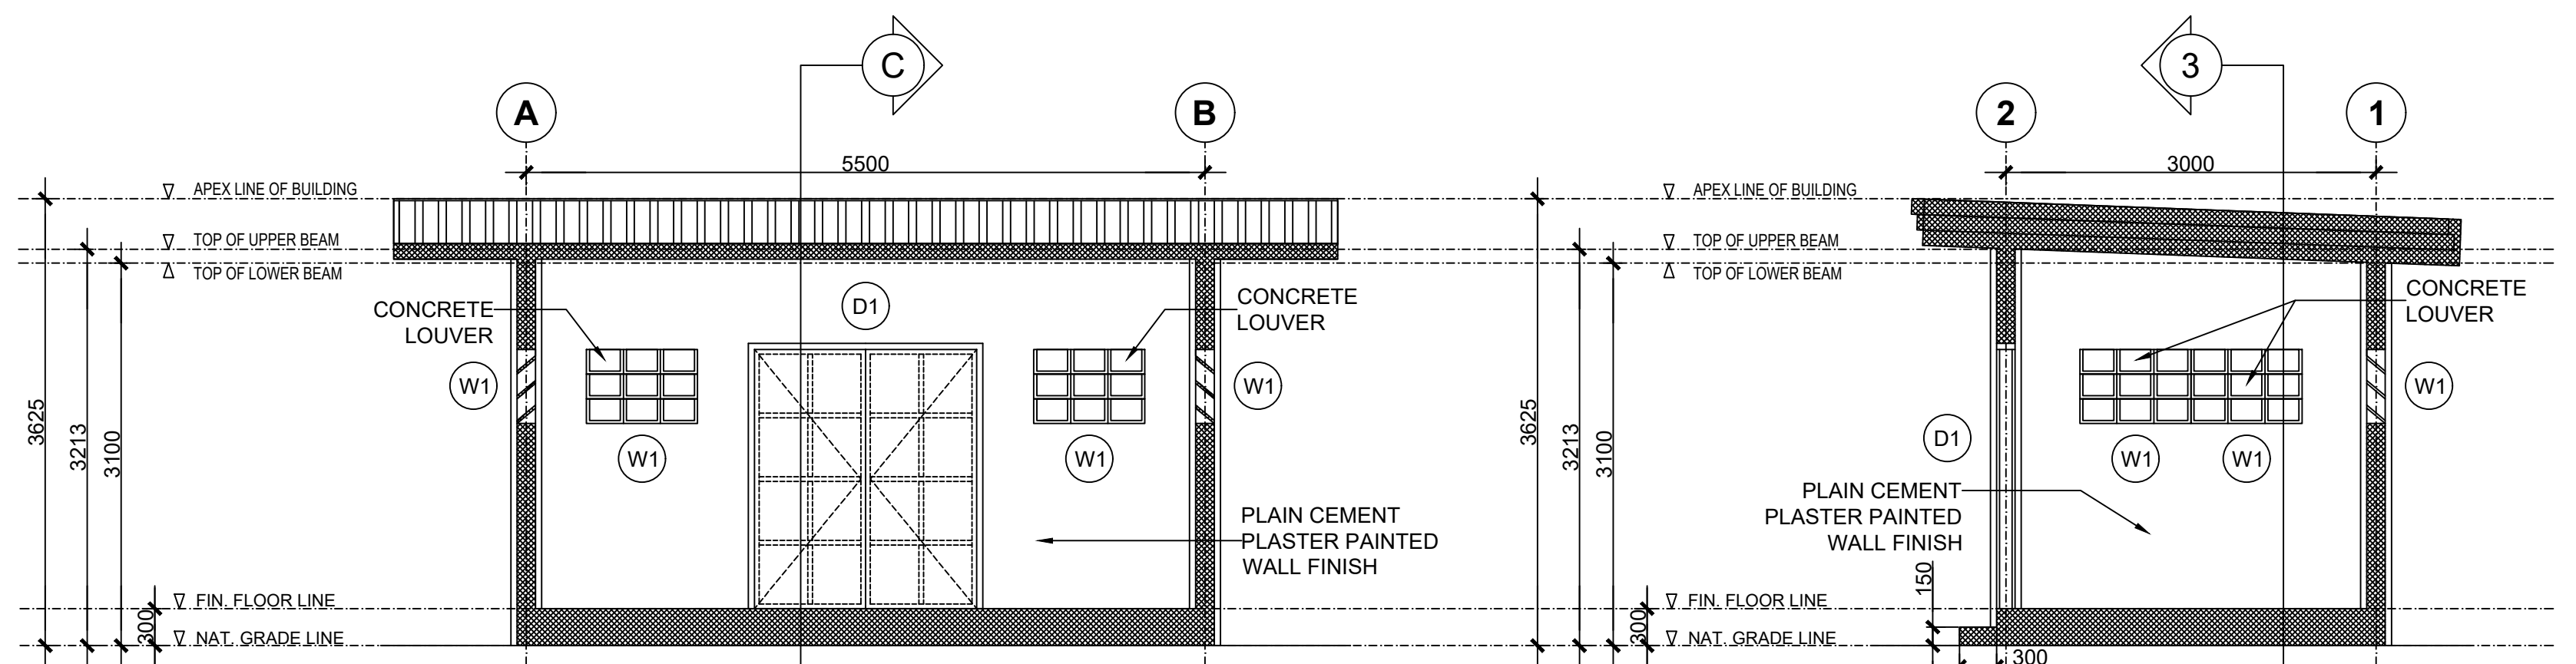 C
3
A
B
2
1
5500
3000
APEX LINE OF BUILDING
APEX LINE OF BUILDING
TOP OF UPPER BEAM
TOP OF UPPER BEAM
TOP OF LOWER BEAM
TOP OF LOWER BEAM
CONCRETE
LOUVER
D1
CONCRETE
LOUVER
CONCRETE
LOUVER
W1
W1
W1
W1
W1
D1
W1
W1
3625
3213
3100
3625
3213
3100
PLAIN CEMENT
PLASTER PAINTED
WALL FINISH
PLAIN CEMENT
PLASTER PAINTED
WALL FINISH
150
FIN. FLOOR LINE
FIN. FLOOR LINE
300
300
NAT. GRADE LINE
NAT. GRADE LINE
300